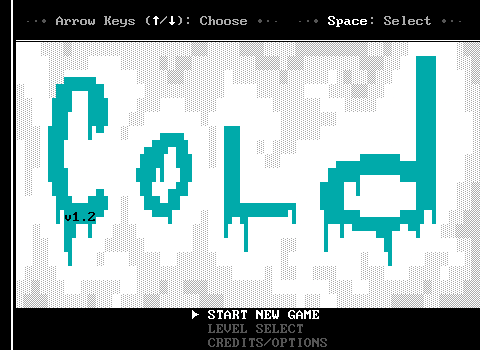 Arrow Keys (↑/↓): Choose
Space: Select
Cold
v1.2
► START NEW GAME
LEVEL SELECT
CREDITS/OPTIONS